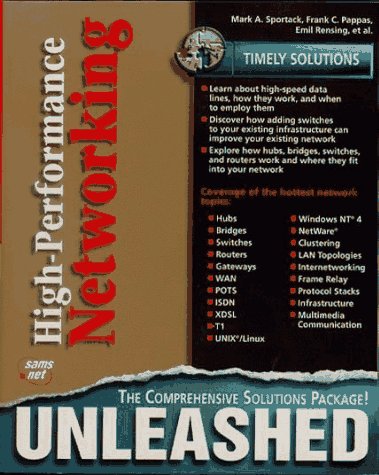 Mark A. Sportack, Frank C. Pappas,
Emil Rensing, et al.
TIMELY SOLUTIONS
Learn about high-speed data
lines, how they work, and when
to employ them
Discover how adding switches
to your existing infrastructure can
improve your existing network
Explore how hubs, bridges, switches,
and routers work and where they fit
into your network
Coverage of the hottest network
topics:
Hubs
Bridges
Switches
Routers
Gateways
WAN
POTS
ISDN
XDSL
T1
UNIX®/Linux
Windows NT® 4
NetWare®
Clustering
LAN Topologies
Internetworking
Frame Relay
Protocol Stacks
Infrastructure
Multimedia
Communication
High-Performance
Networking
sams
net
THE COMPREHENSIVE SOLUTIONS PACKAGE!
UNLEASHED